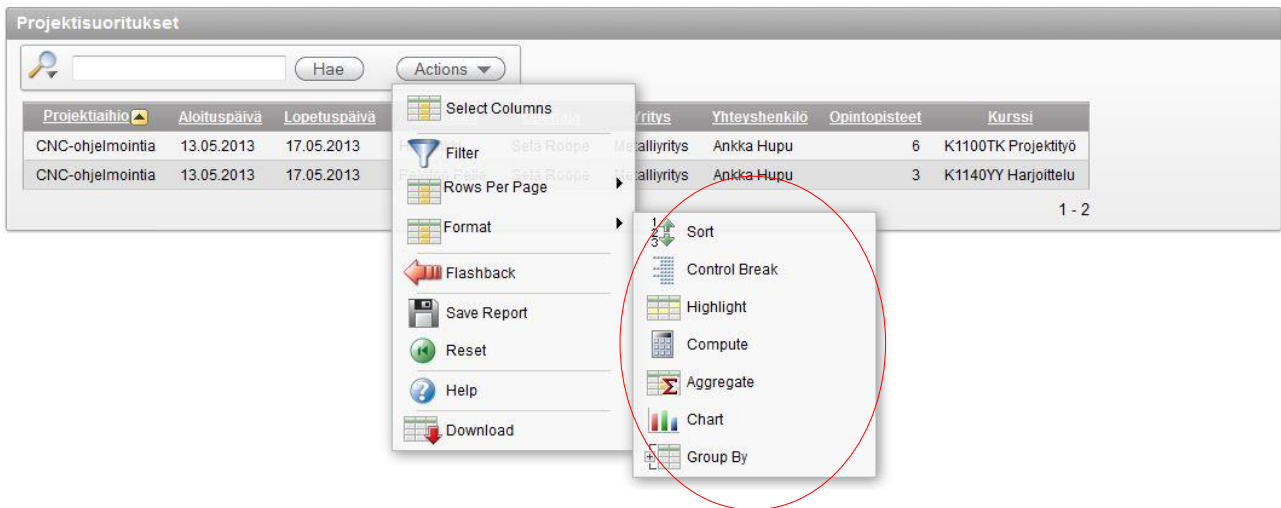 Projektisuoritukset
Hae Actions
Projektiaihio Aloituspäivä Lopetuspäivä Yritys Yhteyshenkilö Opintopisteet Kurssi
CNC-ohjelmointia 13.05.2013 17.05.2013 Setä Roope Metalliyritys Ankka Hupu 6 K1100TK Projektityö
CNC-ohjelmointia 13.05.2013 17.05.2013 Setä Roope Metalliyritys Ankka Hupu 3 K1140YY Harjoittelu
1 - 2
Select Columns
Filter
Rows Per Page
Format
Flashback
Save Report
Reset
Help
Download
Sort
Control Break
Highlight
Compute
Aggregate
Chart
Group By